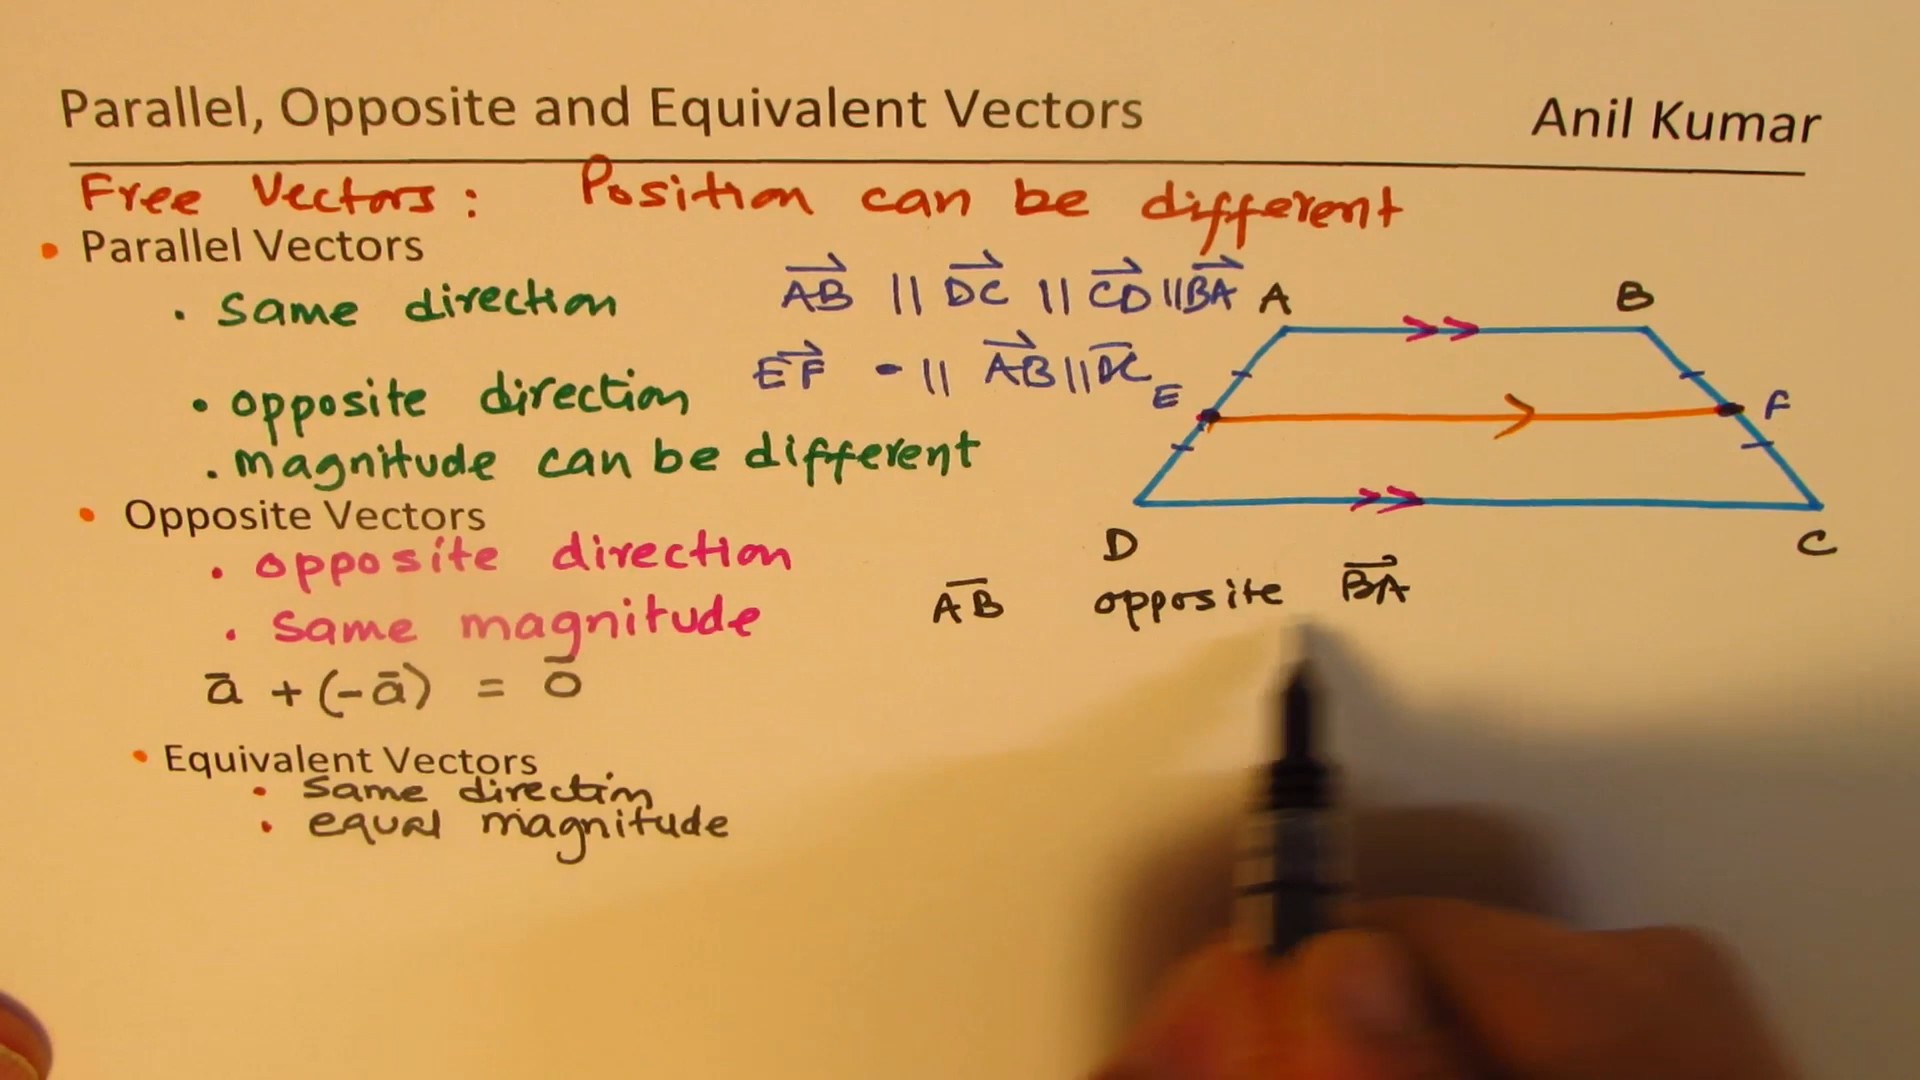 Parallel, Opposite and Equivalent Vectors
Anil Kumar
Free Vectors: Position can be different
• Parallel Vectors
• Same direction
AB || DC || CD || BA
A
B
• opposite direction
EF - || AB || DC
E
F
• magnitude can be different
• Opposite Vectors
• opposite direction
D
C
• same magnitude
AB opposite BA
ā + (-ā) = ō
• Equivalent Vectors
• same direction
• equal magnitude